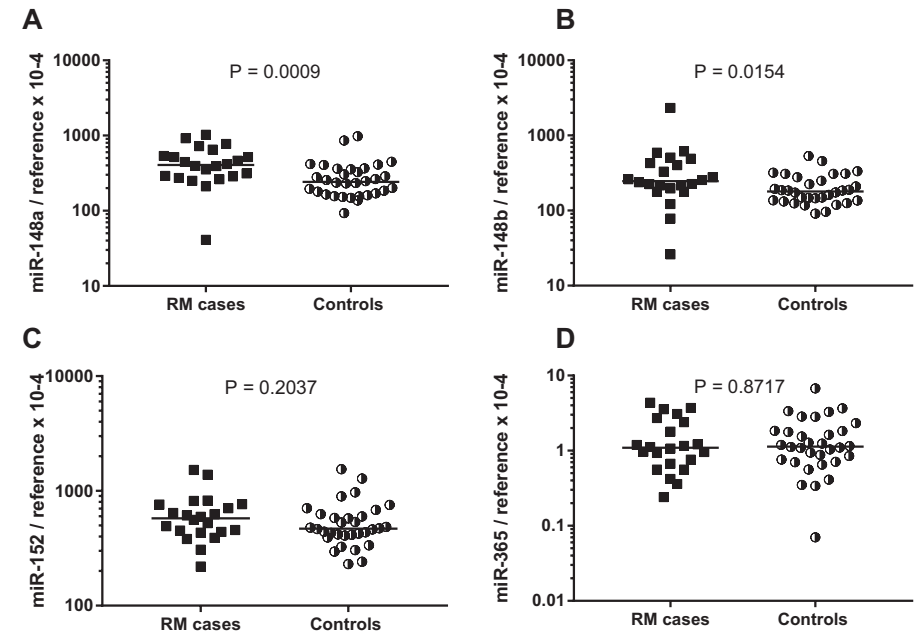 A
miR-148a / reference x 10-4
10000
1000
100
10
P = 0.0009
RM cases
Controls
B
miR-148b / reference x 10-4
10000
1000
100
10
P = 0.0154
RM cases
Controls
C
miR-152 / reference x 10-4
10000
1000
100
P = 0.2037
RM cases
Controls
D
miR-365 / reference x 10-4
10
1
0.1
0.01
P = 0.8717
RM cases
Controls